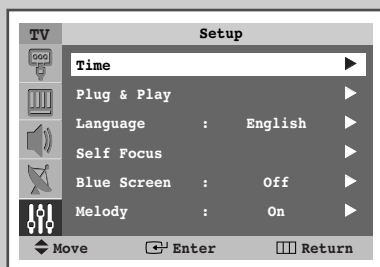 TV Setup
Time
Plug & Play
Language : English
Self Focus
Blue Screen : Off
Melody : On
Move Enter Return